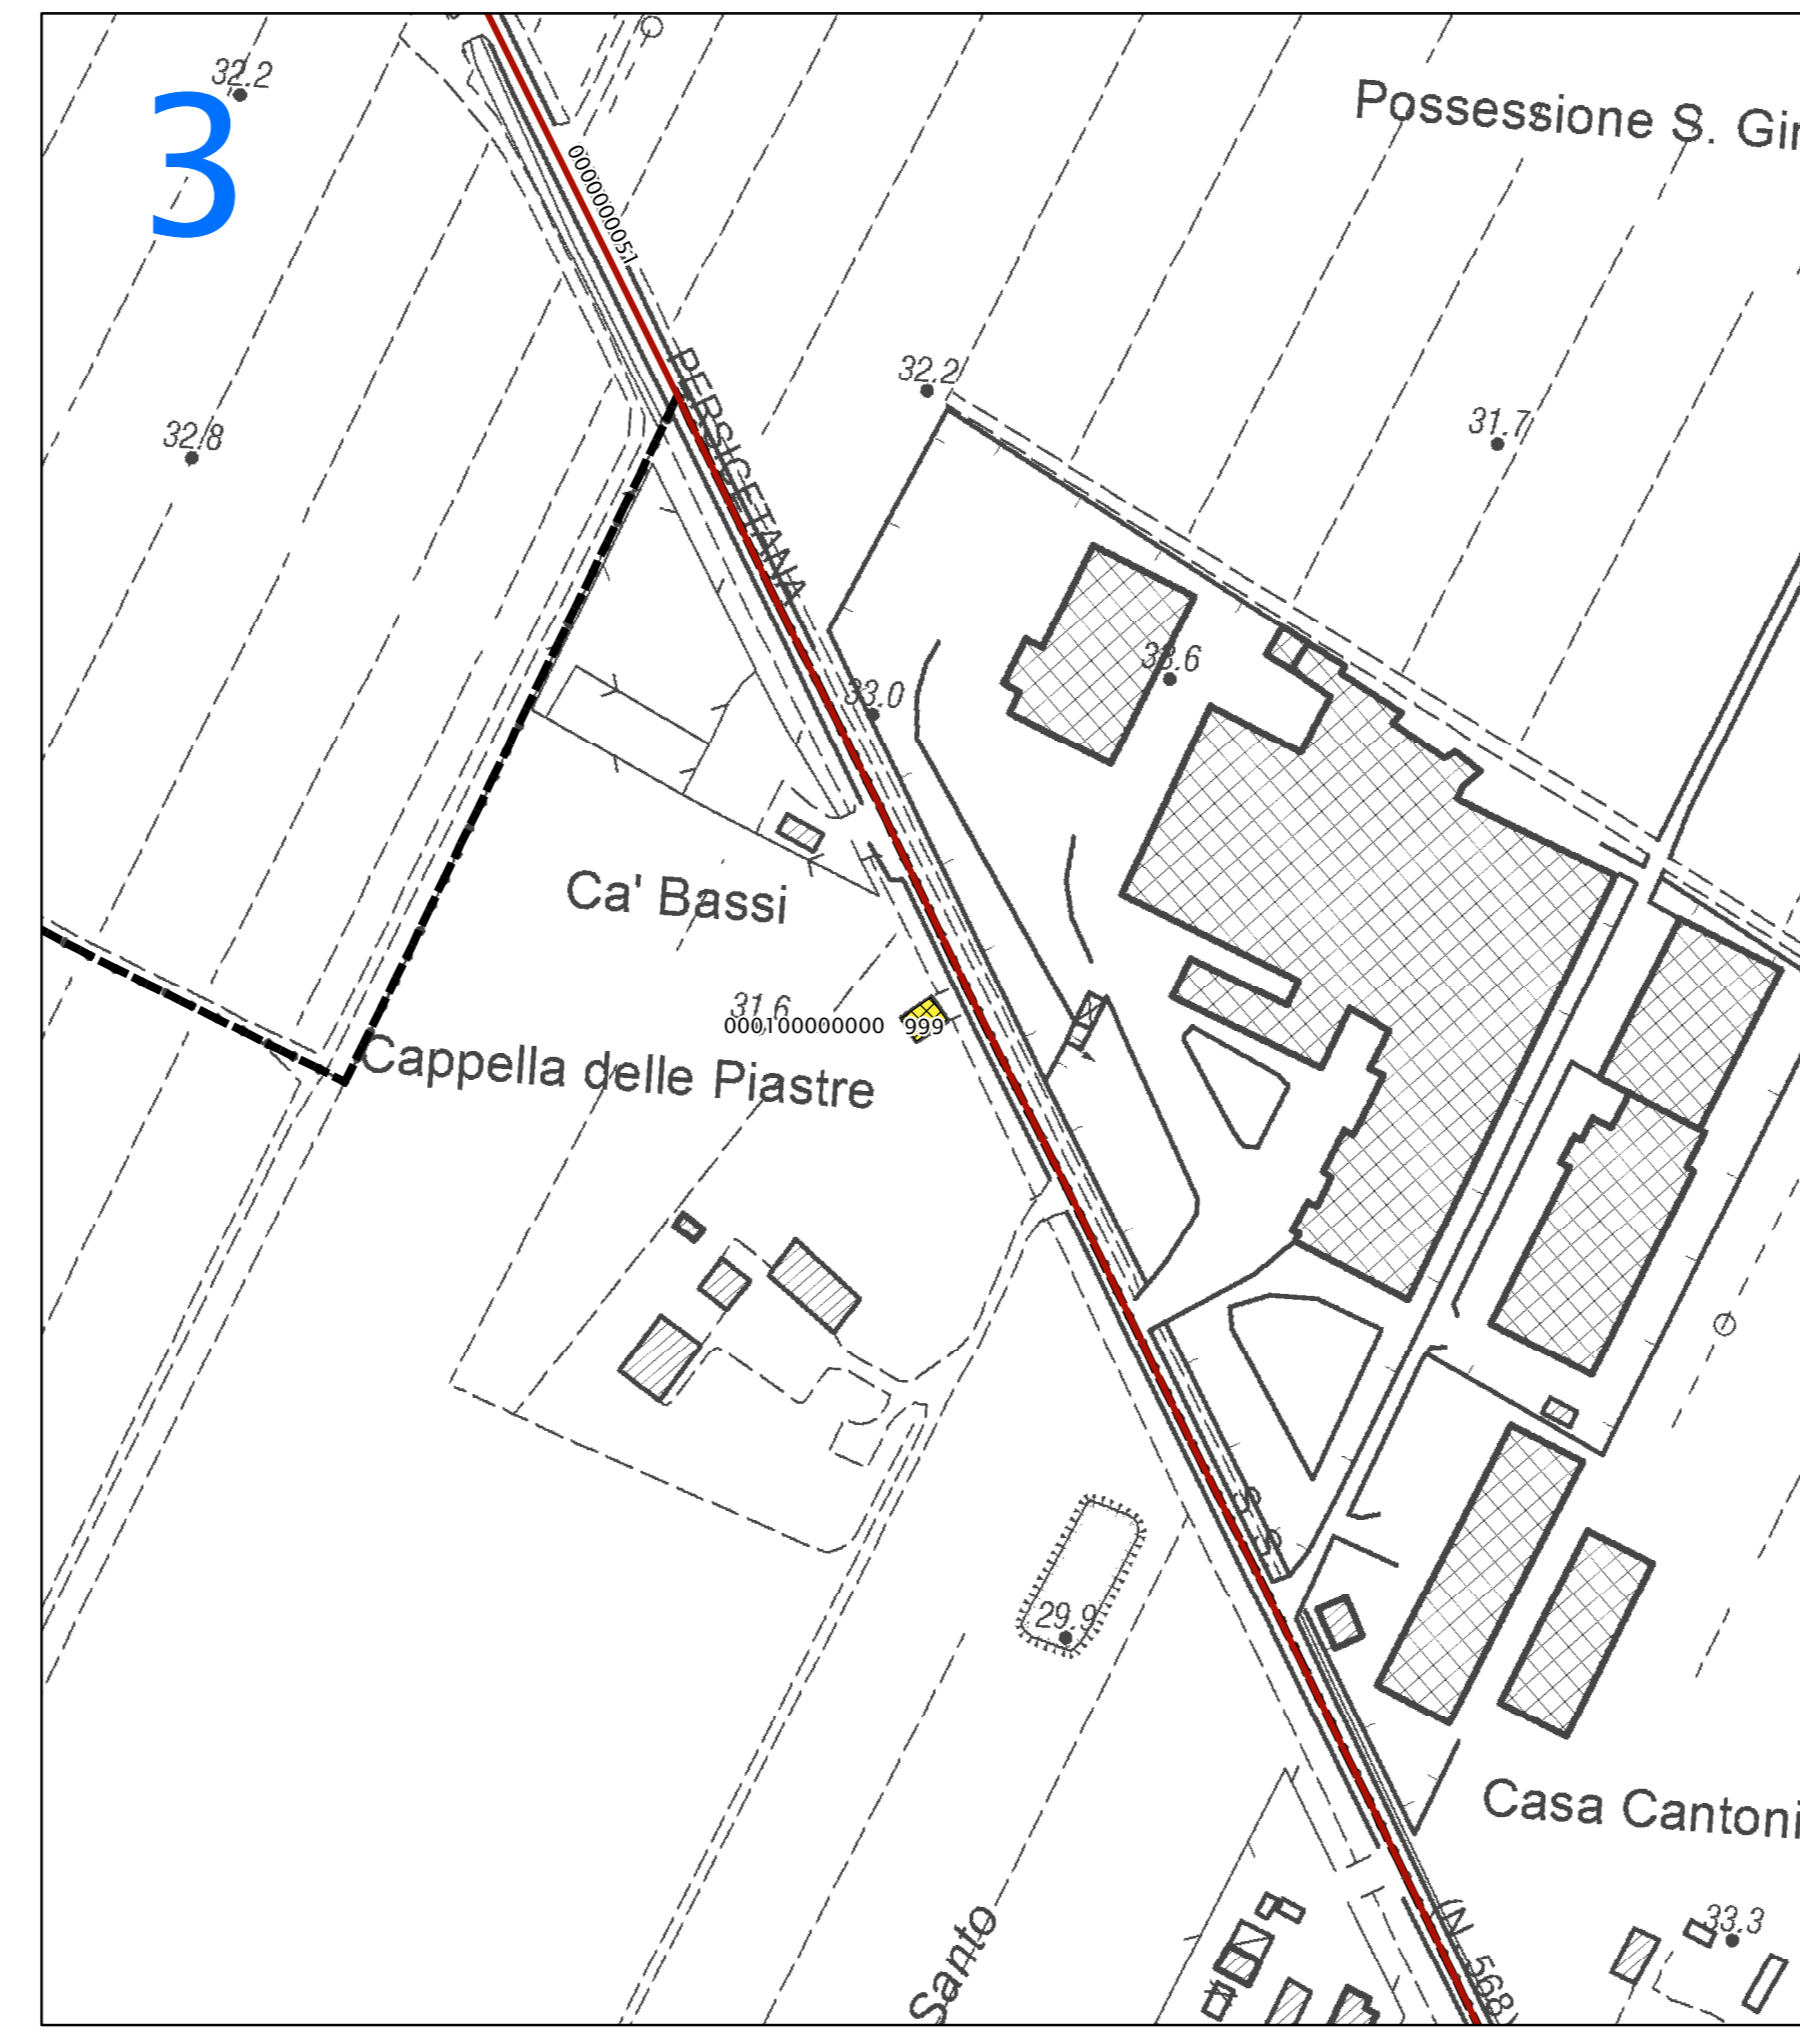 32.2
3
Possessione S. Gir
0000000051
PERSICETANA
32.2
31.7
32.8
33.6
33.0
Ca' Bassi
31.6
000100000000
999
Cappella delle Piastre
S
P
29.9
Casa Cantoni
Santo
(N.
568)
33.3